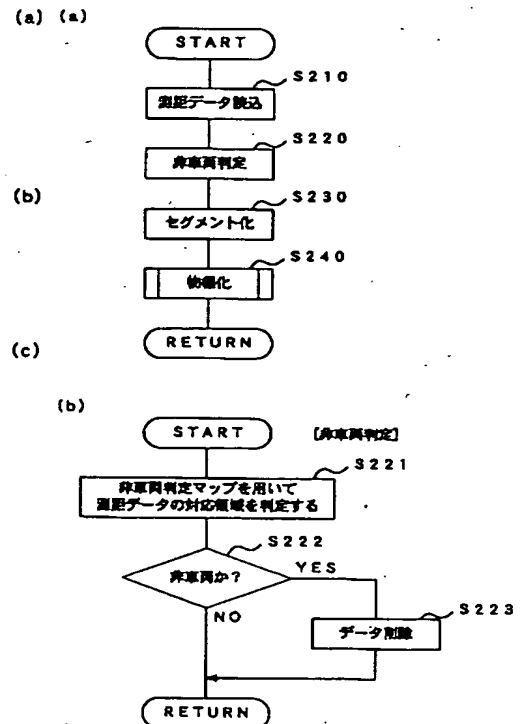 (a) (a)
START
S210
測距データ読込
S220
非車両判定
(b)
S230
セグメント化
S240
物標化
RETURN
(c)
(b)
START
[非車両判定]
S221
非車両判定マップを用いて
測距データの対応領域を判定する
S222
非車両か?
YES
NO
S223
データ削除
RETURN